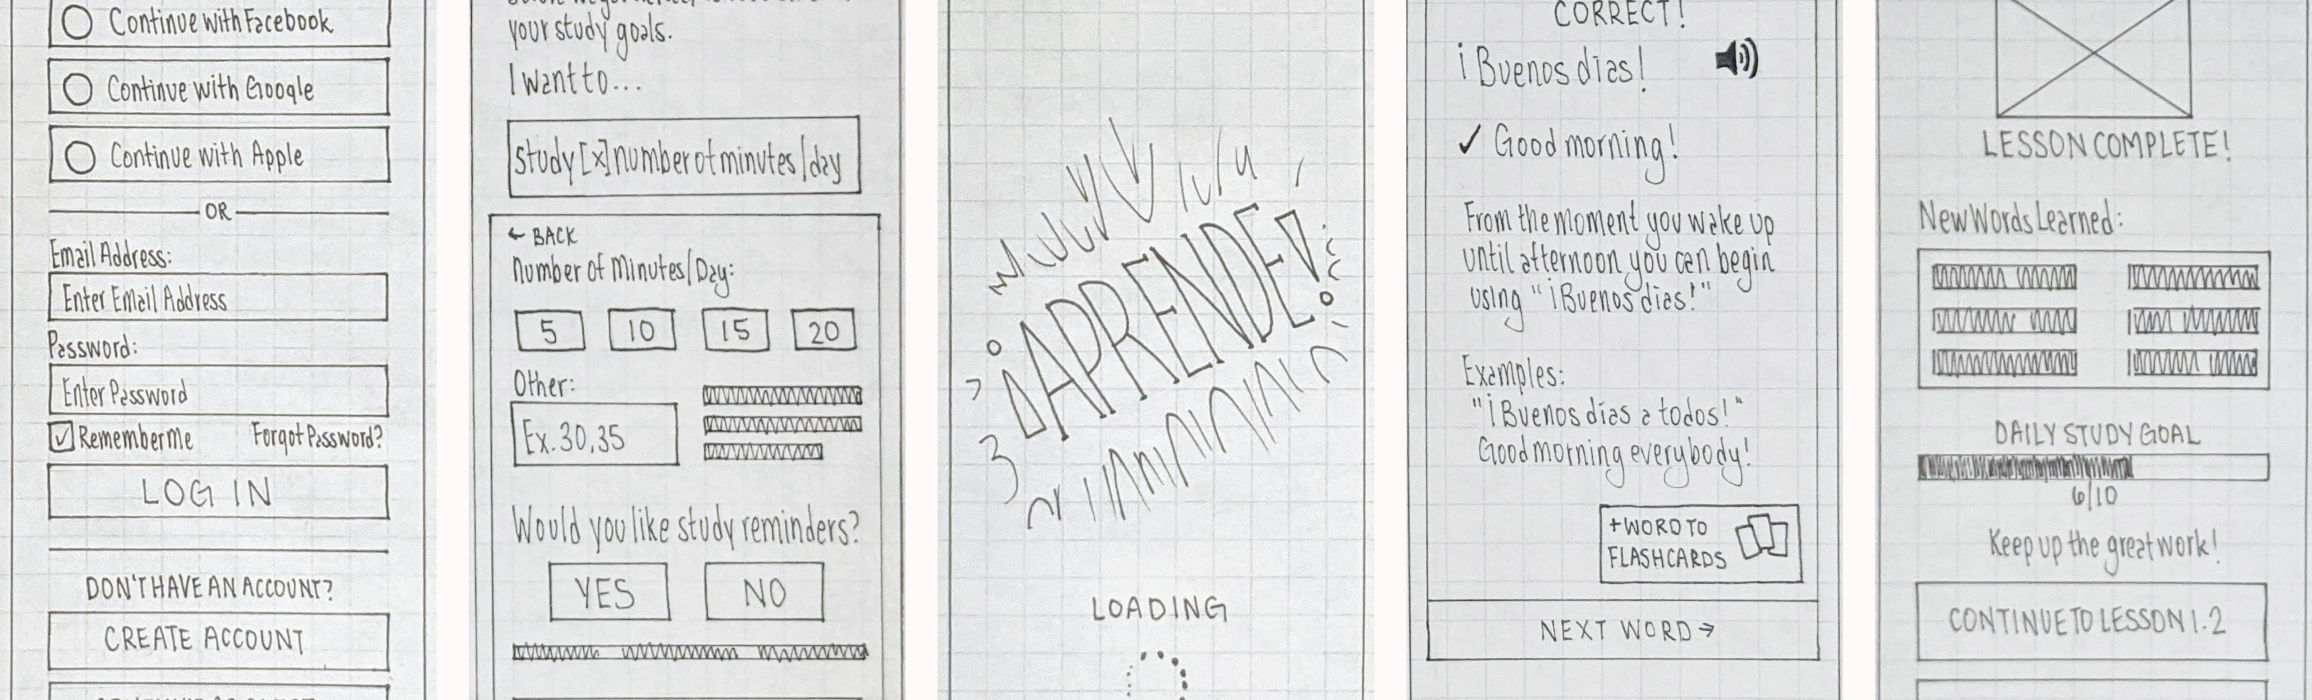 Continue with Facebook
Continue with Google
Continue with Apple
OR
Email Address:
Enter Email Address
Password:
Enter Password
Remember Me
Forgot Password?
LOG IN
DON'T HAVE AN ACCOUNT?
CREATE ACCOUNT
your study goals.
I want to...
Study [x] number of minutes/day
← BACK
Number of Minutes/Day:
5 10 15 20
Other:
Ex. 30,35
Would you like study reminders?
YES NO
¡APRENDE!
LOADING
CORRECT!
¡Buenos días!
✓ Good morning!
From the moment you wake up
until afternoon you can begin
using "¡Buenos días!"
Examples:
"¡Buenos días a todos!"
Good morning everybody!
+ WORD TO
FLASHCARDS
NEXT WORD →
LESSON COMPLETE!
New Words Learned:
DAILY STUDY GOAL
6/10
Keep up the great work!
CONTINUE TO LESSON 1.2